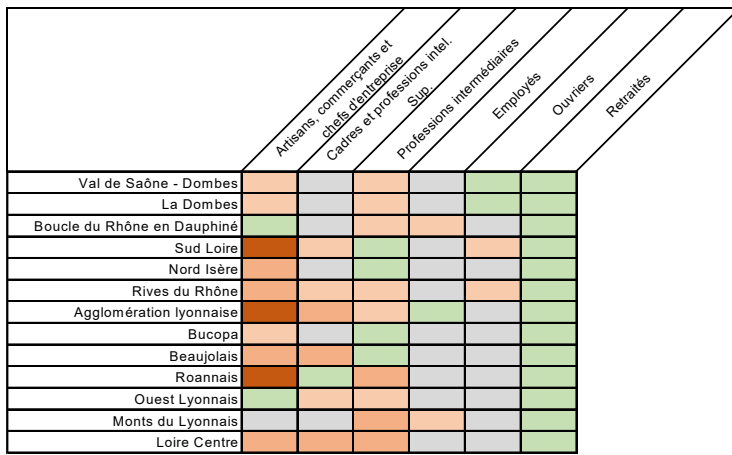 Artisans, commerçants et
chefs d'entreprise
Cadres et professions intel.
Sup.
Professions intermédiaires
Employés
Ouvriers
Retraités
Val de Saône - Dombes
La Dombes
Boucle du Rhône en Dauphiné
Sud Loire
Nord Isère
Rives du Rhône
Agglomération lyonnaise
Bucopa
Beaujolais
Roannais
Ouest Lyonnais
Monts du Lyonnais
Loire Centre